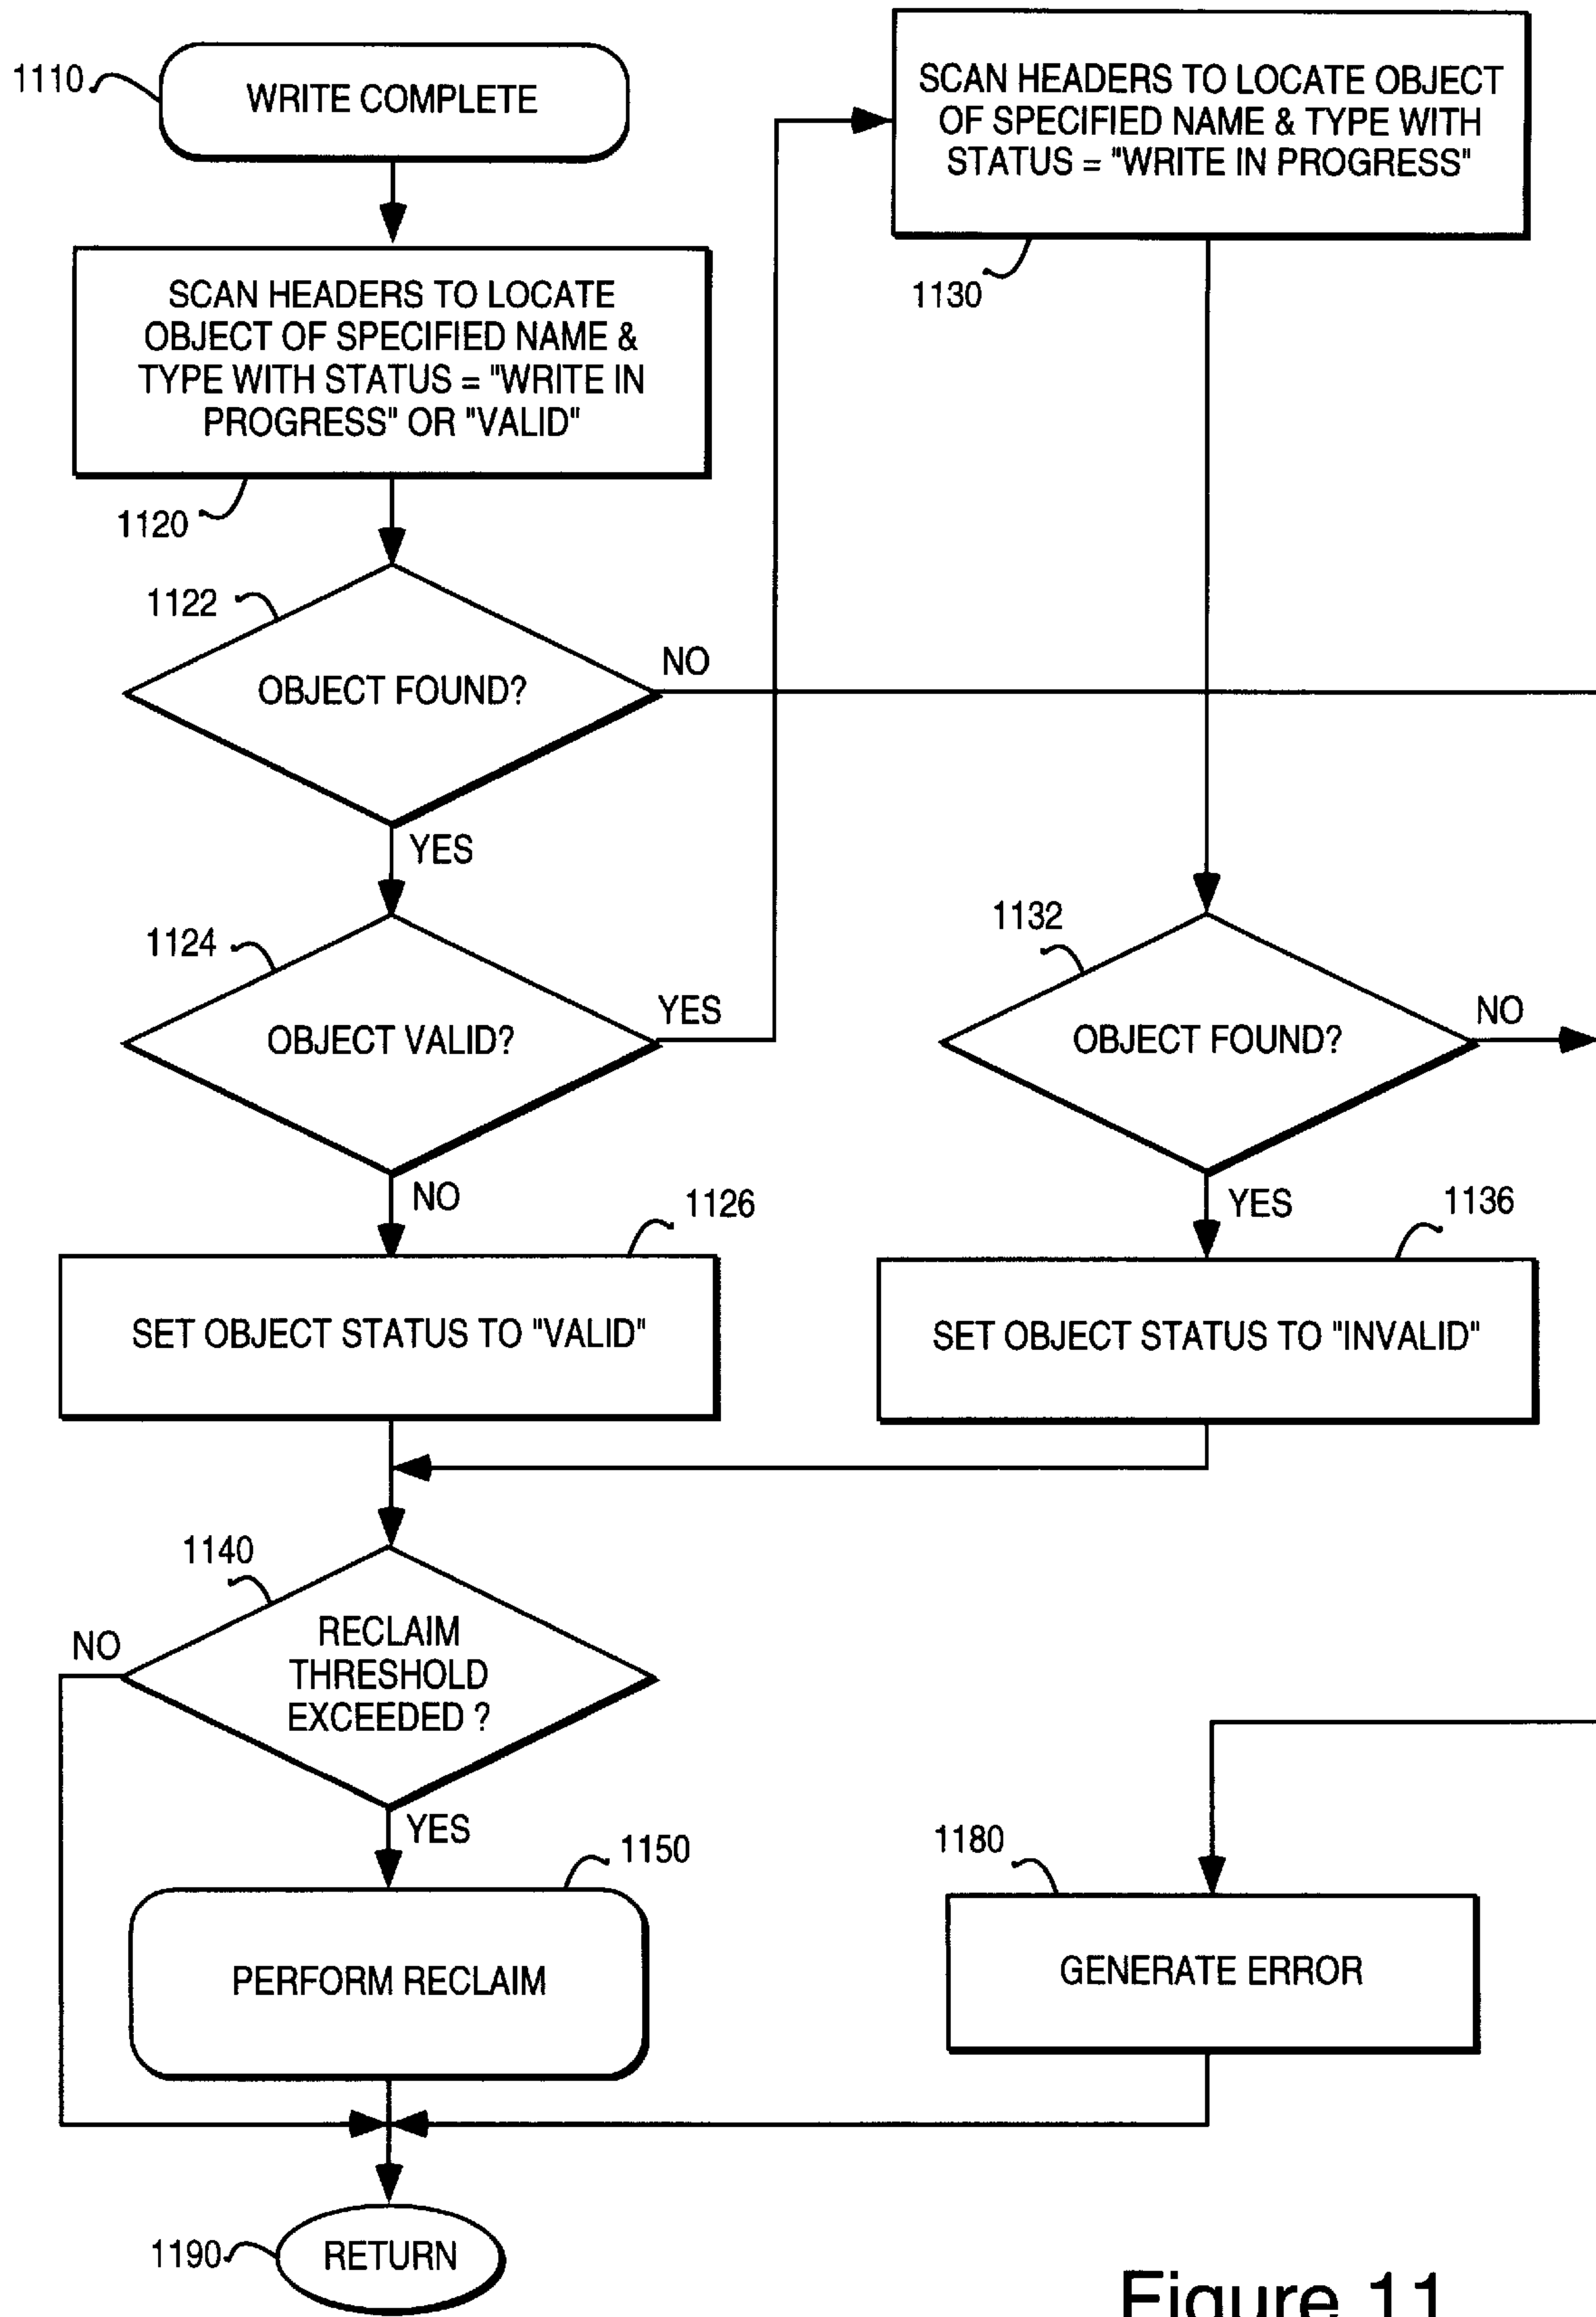 1110
WRITE COMPLETE
SCAN HEADERS TO LOCATE
OBJECT OF SPECIFIED NAME &
TYPE WITH STATUS = "WRITE IN
PROGRESS" OR "VALID"
1120
1122
OBJECT FOUND?
NO
YES
1124
OBJECT VALID?
YES
NO
1126
SET OBJECT STATUS TO "VALID"
SCAN HEADERS TO LOCATE OBJECT
OF SPECIFIED NAME & TYPE WITH
STATUS = "WRITE IN PROGRESS"
1130
1132
OBJECT FOUND?
NO
YES
1136
SET OBJECT STATUS TO "INVALID"
1140
RECLAIM
THRESHOLD
EXCEEDED ?
NO
YES
1150
PERFORM RECLAIM
1180
GENERATE ERROR
1190
RETURN
Figure 11